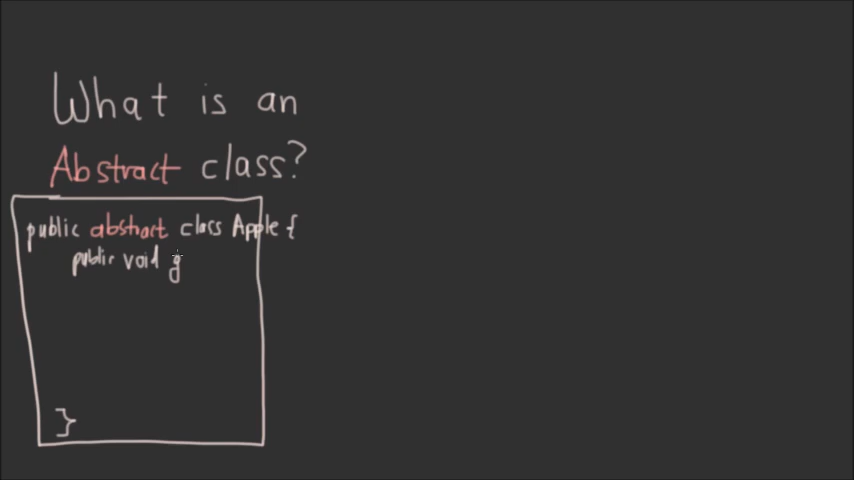 What is an
Abstract class?
public abstract class Apple {
public void g
}